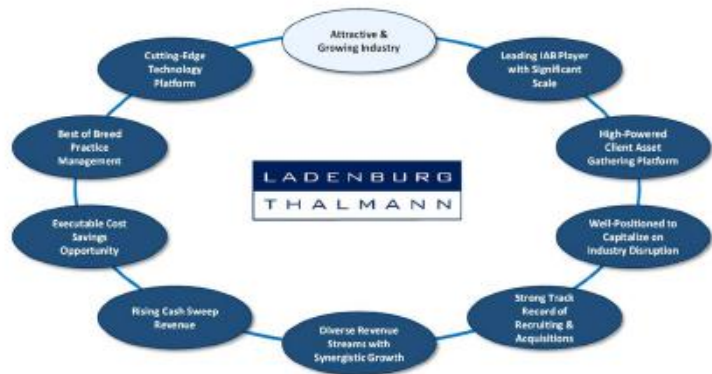 Attractive &
Growing Industry
Leading IAB Player
with Significant
Scale
High-Powered
Client Asset
Gathering Platform
Well-Positioned to
Capitalize on
Industry Disruption
Strong Track
Record of
Recruiting &
Acquisitions
Diverse Revenue
Streams with
Synergistic Growth
Rising Cash Sweep
Revenue
Executable Cost
Savings
Opportunity
Best of Breed
Practice
Management
Cutting-Edge
Technology
Platform
LADENBURG
THALMANN